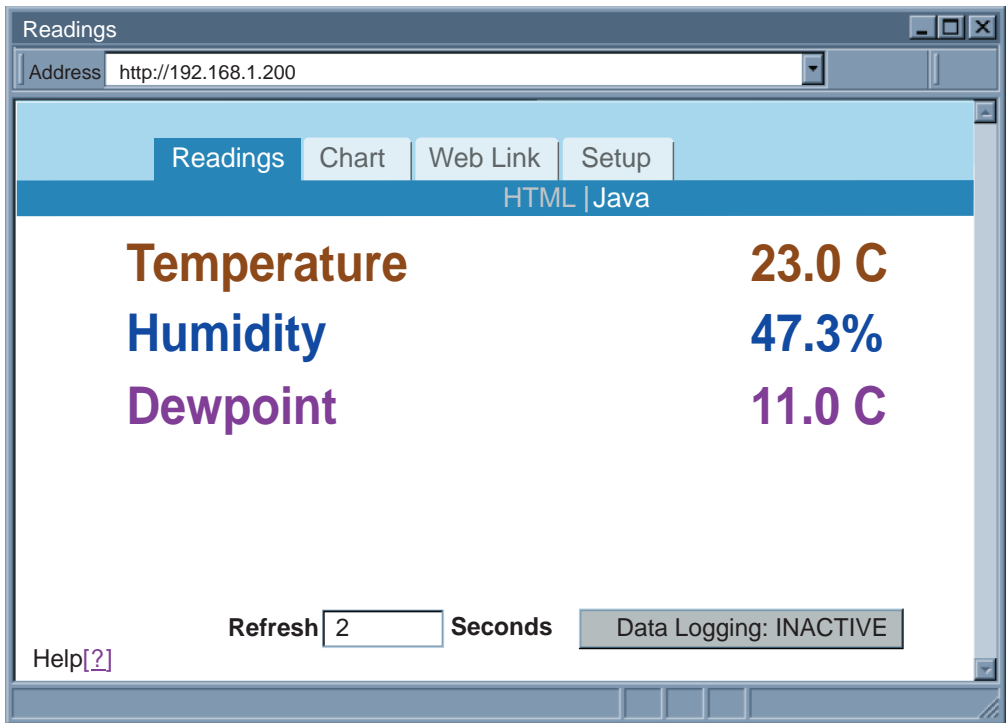 Readings
Address http://192.168.1.200
Readings Chart Web Link Setup
HTML |Java
Temperature 23.0 C
Humidity 47.3%
Dewpoint 11.0 C
Refresh 2 Seconds Data Logging: INACTIVE
Help[?]